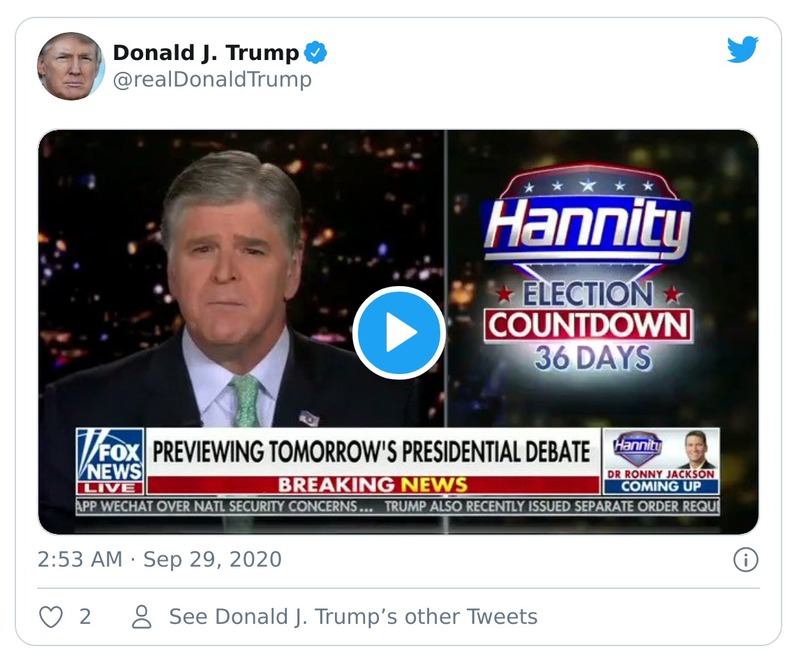 Donald J. Trump
@realDonaldTrump
Hannity
ELECTION
COUNTDOWN
36 DAYS
FOX
NEWS
LIVE
PREVIEWING TOMORROW'S PRESIDENTIAL DEBATE
BREAKING NEWS
Hannity
DR RONNY JACKSON
COMING UP
APP WECHAT OVER NATL SECURITY CONCERNS... TRUMP ALSO RECENTLY ISSUED SEPARATE ORDER REQUI
2:53 AM · Sep 29, 2020
2
See Donald J. Trump’s other Tweets